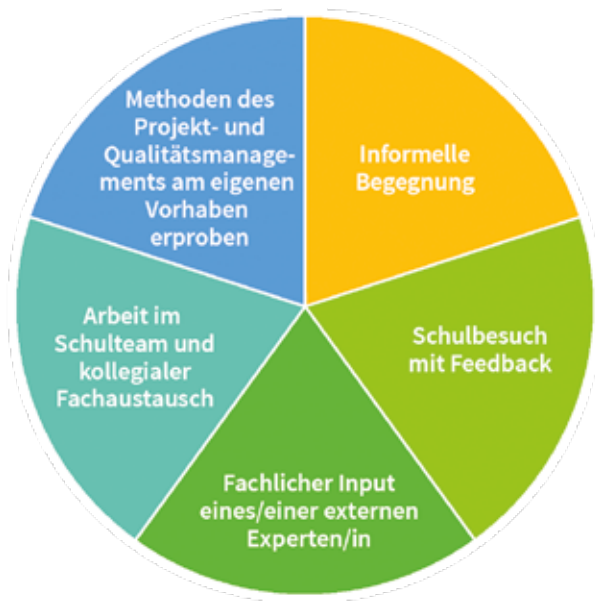 Methoden des
Projekt- und
Qualitätsmanage-
ments am eigenen
Vorhaben
erproben
Informelle
Begegnung
Schulbesuch
mit Feedback
Fachlicher Input
eines/einer externen
Experten/in
Arbeit im
Schulteam und
kollegialer
Fachaustausch